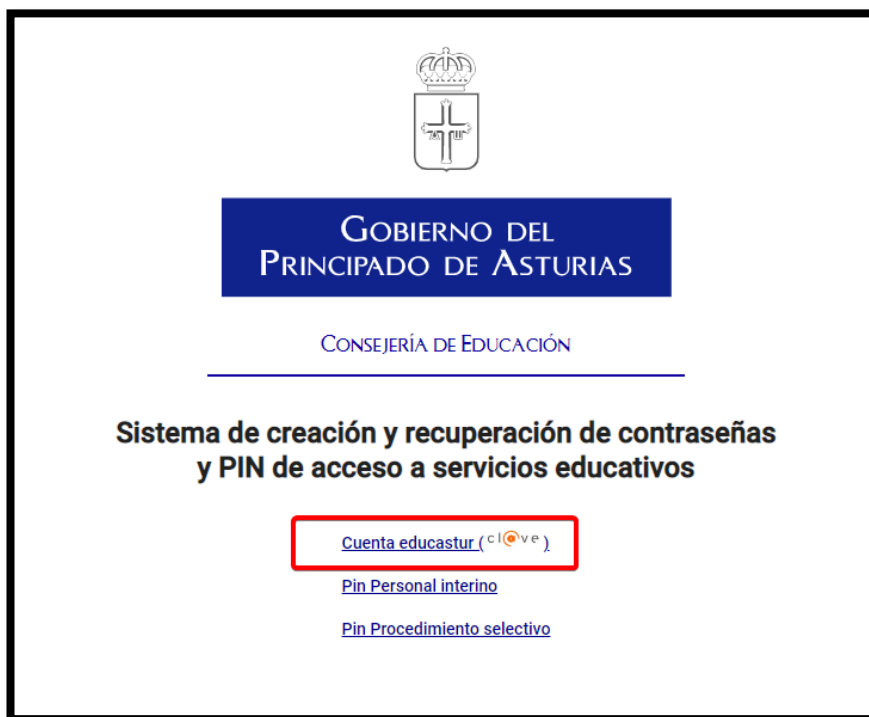 GOBIERNO DEL
PRINCIPADO DE ASTURIAS
CONSEJERÍA DE EDUCACIÓN
Sistema de creación y recuperación de contraseñas
y PIN de acceso a servicios educativos
Cuenta educastur ( cl@ve )
Pin Personal interino
Pin Procedimiento selectivo